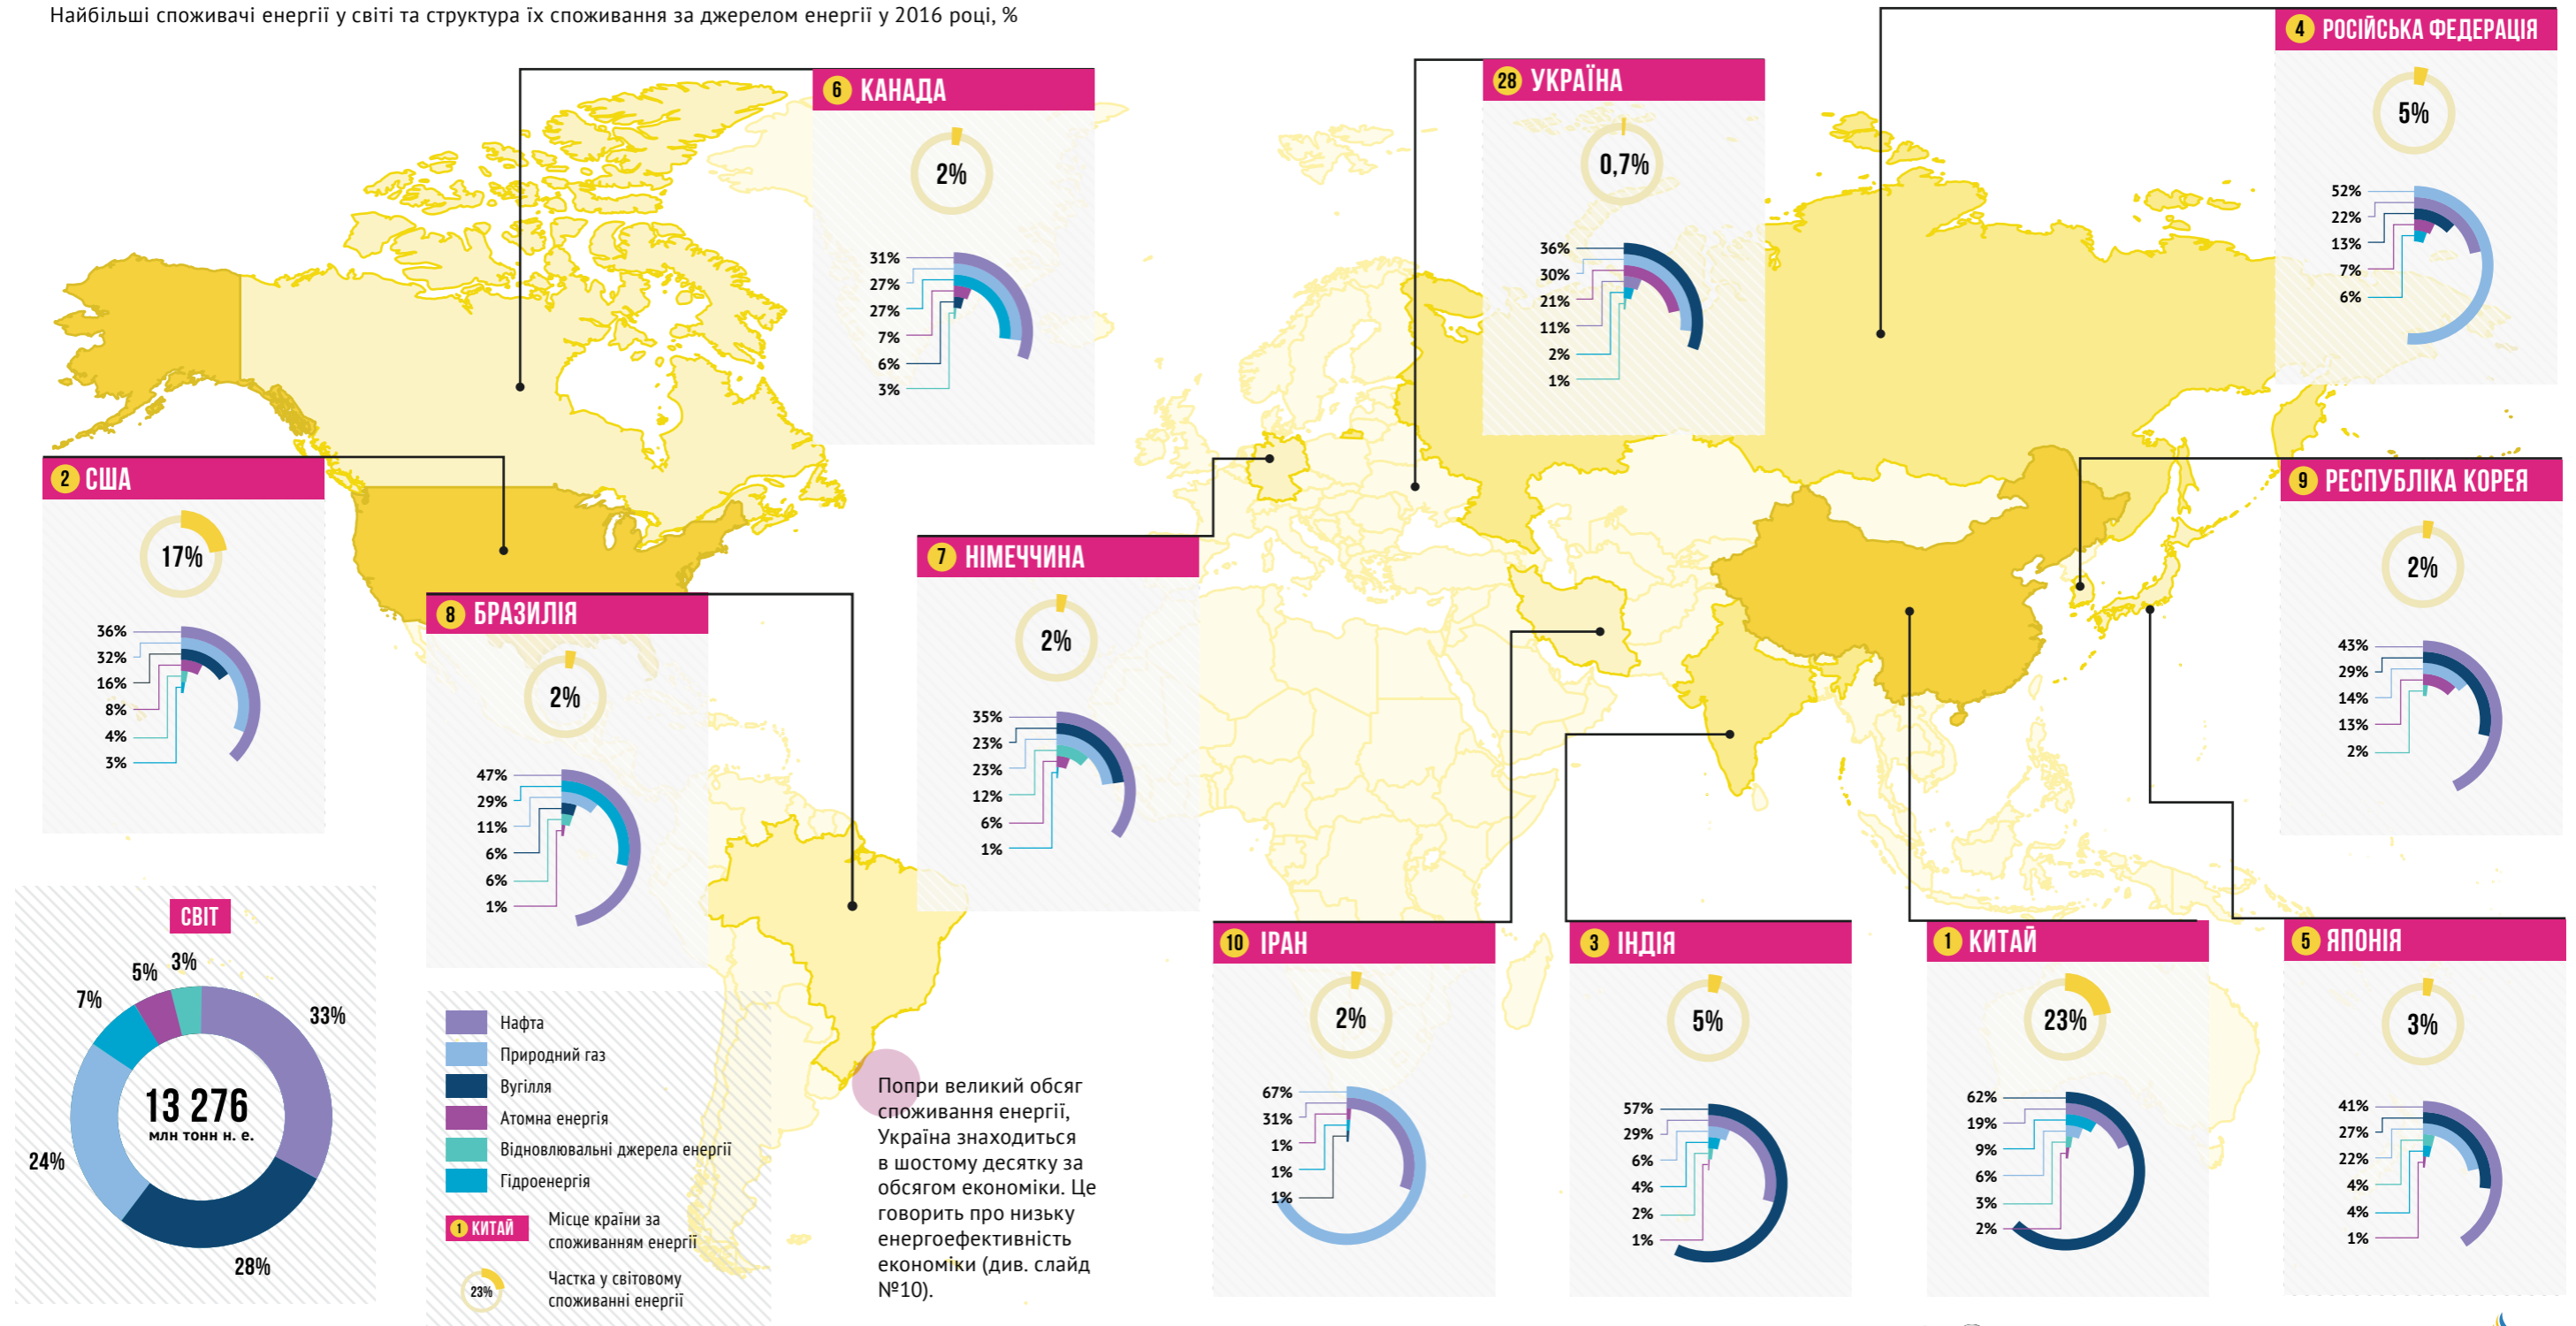 Найбільші споживачі енергії у світі та структура їх споживання за джерелом енергії у 2016 році, %
6 КАНАДА
2%
31%
27%
27%
7%
6%
3%
28 УКРАЇНА
0,7%
36%
30%
21%
11%
2%
1%
4 РОСІЙСЬКА ФЕДЕРАЦІЯ
5%
52%
22%
13%
7%
6%
2 США
17%
36%
32%
16%
8%
4%
3%
8 БРАЗИЛІЯ
2%
47%
29%
11%
6%
6%
1%
7 НІМЕЧЧИНА
2%
35%
23%
23%
12%
6%
1%
9 РЕСПУБЛІКА КОРЕЯ
2%
43%
29%
14%
13%
2%
10 ІРАН
2%
67%
31%
1%
1%
1%
3 ІНДІЯ
5%
57%
29%
6%
4%
2%
1%
1 КИТАЙ
23%
62%
19%
9%
6%
3%
2%
5 ЯПОНІЯ
3%
41%
27%
22%
4%
4%
1%
СВІТ
3%
5%
7%
33%
24%
28%
13 276
млн тонн н. е.
Нафта
Природний газ
Вугілля
Атомна енергія
Відновлювальні джерела енергії
Гідроенергія
1 КИТАЙ
Місце країни за
споживанням енергії
23%
Частка у світовому
споживанні енергії
Попри великий обсяг
споживання енергії,
Україна знаходиться
в шостому десятку за
обсягом економіки. Це
говорить про низьку
енергоефективність
економіки (див. слайд
№10).